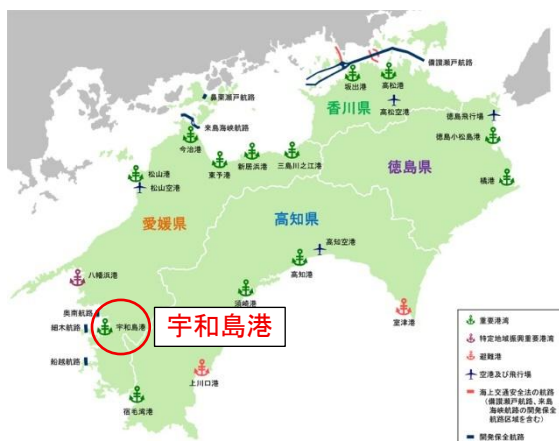 備讃瀬戸航路
坂出港
高松港
香川県
高松空港
鼻栗瀬戸航路
来島海峡航路
今治港
東予港
新居浜港
三島川之江港
徳島飛行場
徳島小松島港
徳島県
橘港
松山港
松山空港
愛媛県
高知県
高知空港
高知港
須崎港
室津港
八幡浜港
奥南航路
細木航路
宇和島港
宇和島港
船越航路
上川口港
宿毛湾港
重要港湾
特定地域振興重要港湾
避難港
空港及び飛行場
海上交通安全法の航路
(備讃瀬戸航路、来島
海峡航路の開発保全
航路区域を含む)
開発保全航路